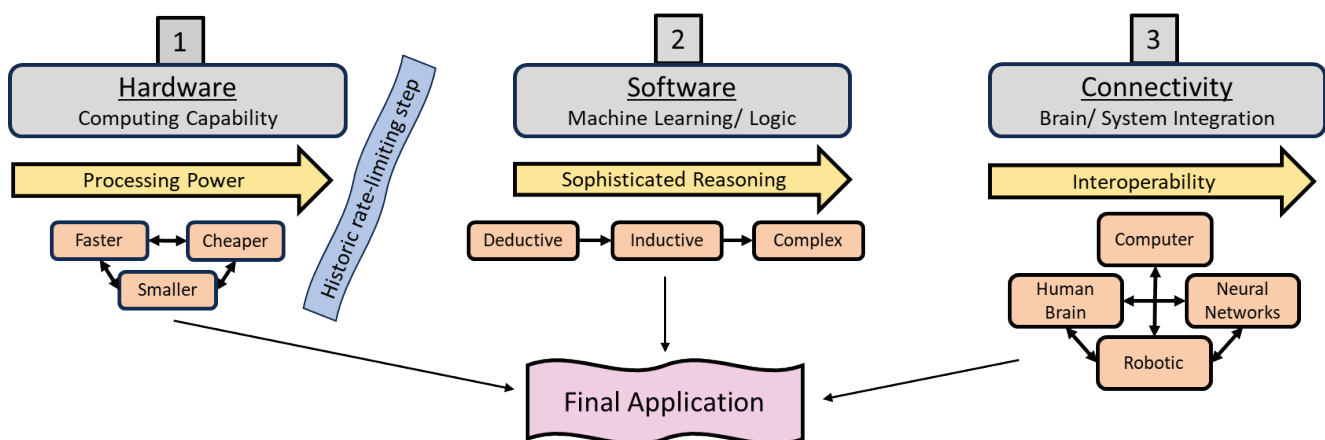 1
Hardware
Computing Capability
Processing Power
Faster
Cheaper
Smaller
Historic rate-limiting step
2
Software
Machine Learning/ Logic
Sophisticated Reasoning
Deductive
Inductive
Complex
3
Connectivity
Brain/ System Integration
Interoperability
Computer
Human
Brain
Neural
Networks
Robotic
Final Application